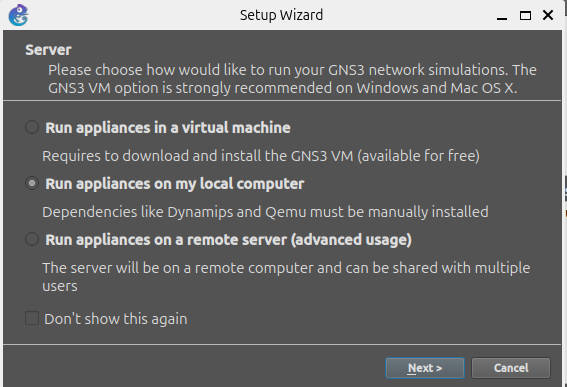 Setup Wizard
Server
Please choose how would like to run your GNS3 network simulations. The
GNS3 VM option is strongly recommended on Windows and Mac OS X.
Run appliances in a virtual machine
Requires to download and install the GNS3 VM (available for free)
Run appliances on my local computer
Dependencies like Dynamips and Qemu must be manually installed
Run appliances on a remote server (advanced usage)
The server will be on a remote computer and can be shared with multiple
users
Don't show this again
Next >
Cancel